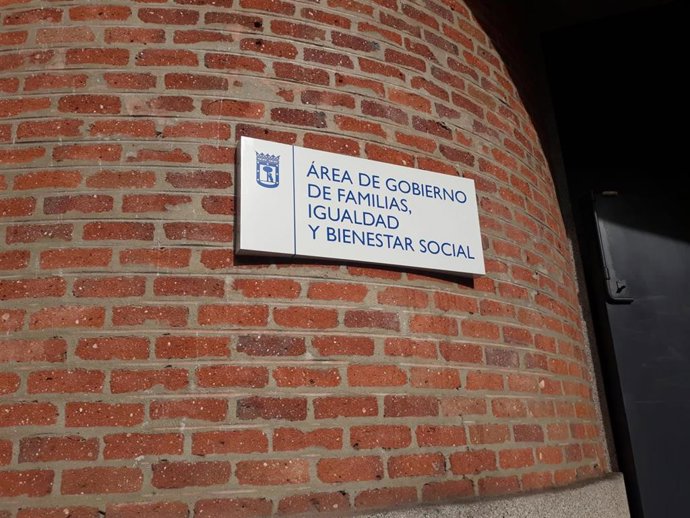 ÁREA DE GOBIERNO
DE FAMILIAS,
IGUALDAD
Y BIENESTAR SOCIAL